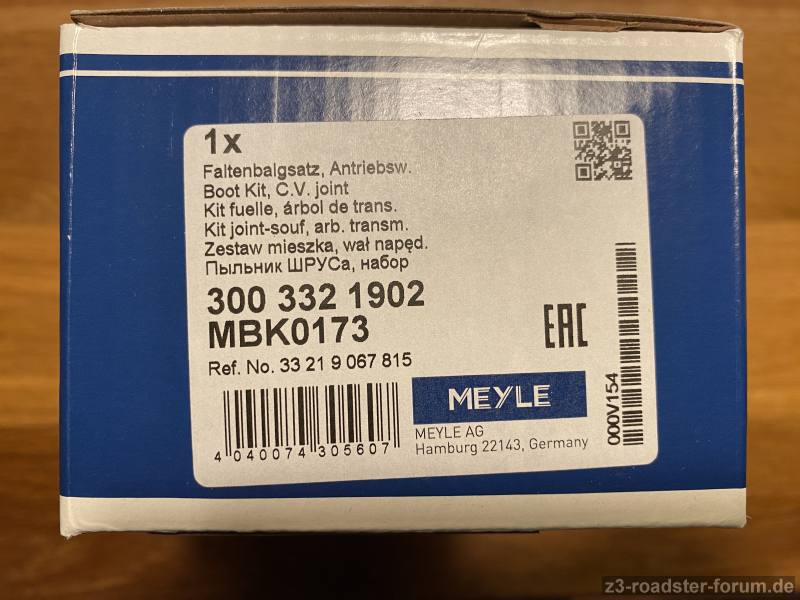 1x
Faltenbalgsatz, Antriebsw.
Boot Kit, C.V. joint
Kit fuelle, árbol de trans.
Kit joint-souf, arb. transm.
Zestaw mieszka, wał napęd.
Пыльник ШРУСа, набор
300 332 1902
MBK0173
Ref. No. 33 21 9 067 815
EAC
MEYLE
MEYLE AG
Hamburg 22143, Germany
4 040074 305607
000V154
z3-roadster-forum.de